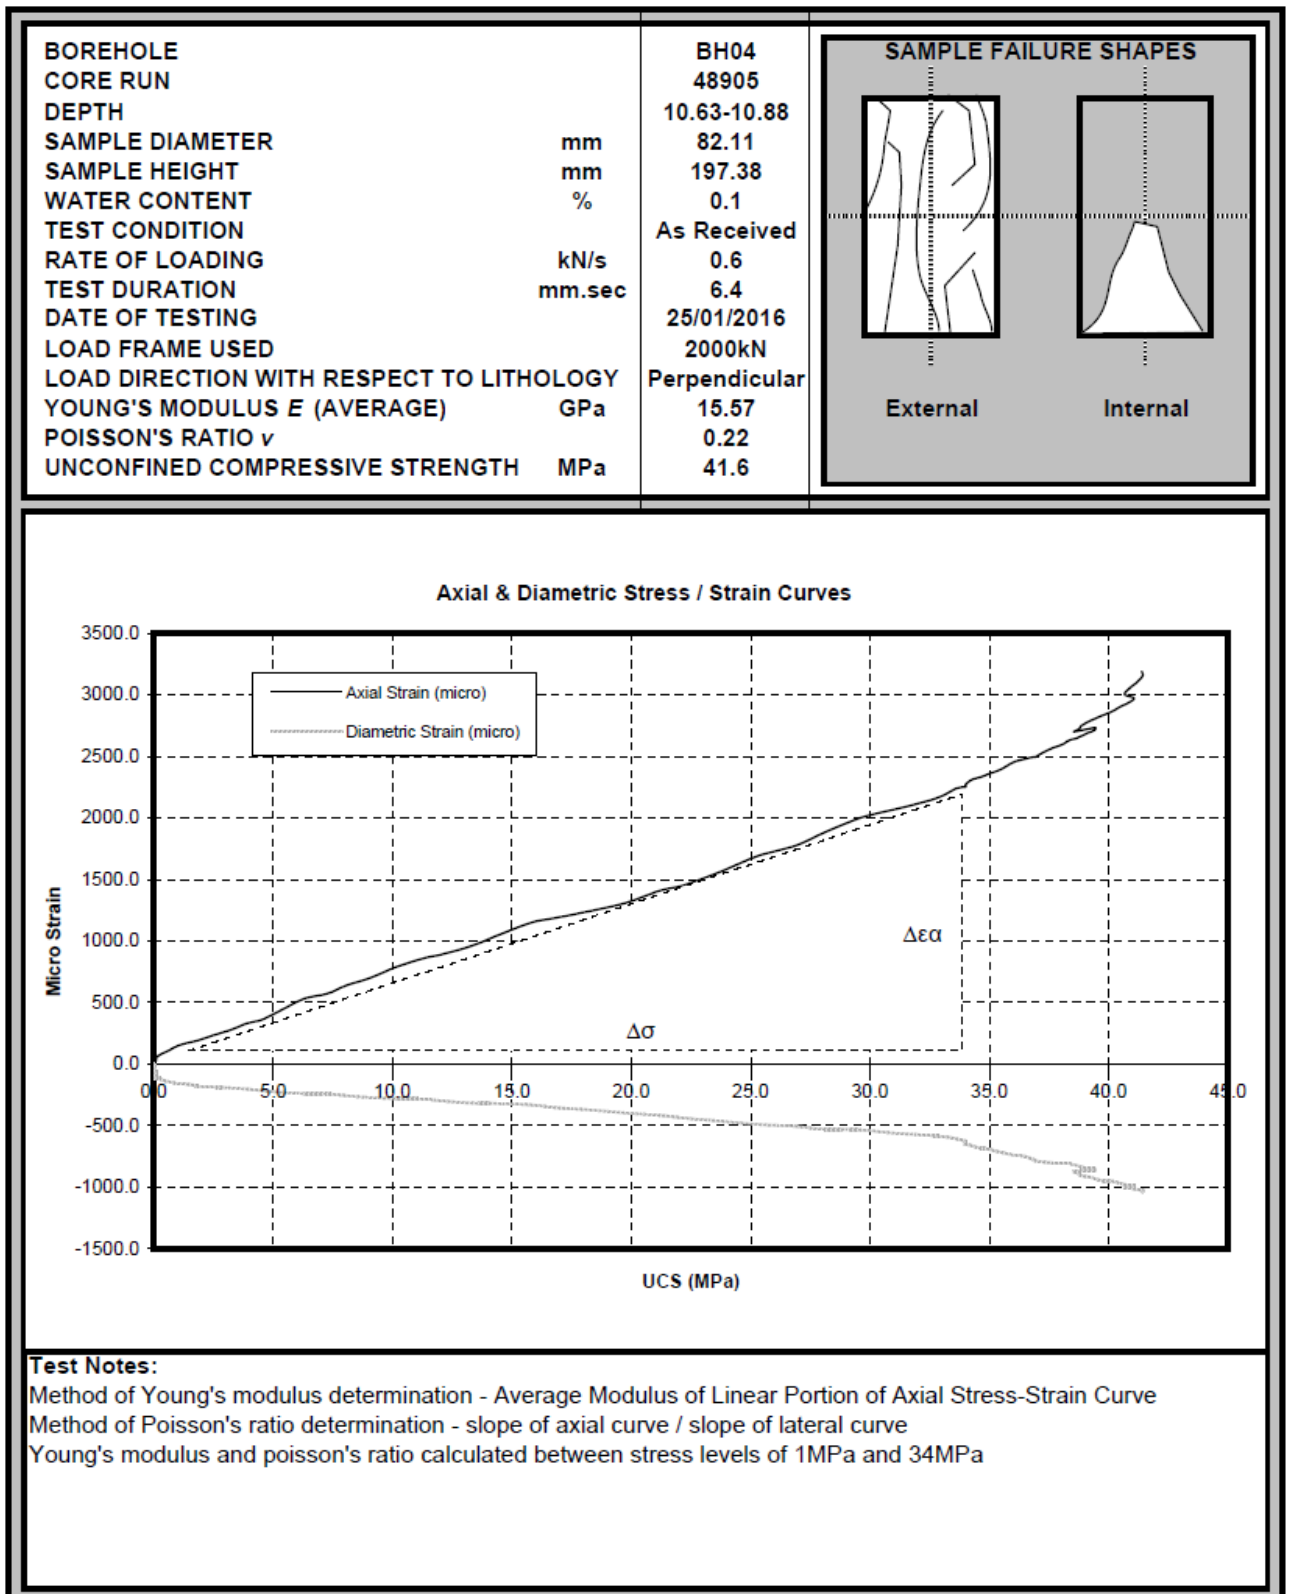 BOREHOLE BH04
CORE RUN 48905
DEPTH 10.63-10.88
SAMPLE DIAMETER mm 82.11
SAMPLE HEIGHT mm 197.38
WATER CONTENT % 0.1
TEST CONDITION As Received
RATE OF LOADING kN/s 0.6
TEST DURATION mm.sec 6.4
DATE OF TESTING 25/01/2016
LOAD FRAME USED 2000kN
LOAD DIRECTION WITH RESPECT TO LITHOLOGY Perpendicular
YOUNG'S MODULUS E (AVERAGE) GPa 15.57
POISSON'S RATIO v 0.22
UNCONFINED COMPRESSIVE STRENGTH MPa 41.6
SAMPLE FAILURE SHAPES
External Internal
Axial & Diametric Stress / Strain Curves
3500.0
3000.0
2500.0
2000.0
1500.0
1000.0
500.0
0.0
-500.0
-1000.0
-1500.0
Micro Strain
Axial Strain (micro)
Diametric Strain (micro)
Δεα
Δσ
0.0 5.0 10.0 15.0 20.0 25.0 30.0 35.0 40.0 45.0
UCS (MPa)
Test Notes:
Method of Young's modulus determination - Average Modulus of Linear Portion of Axial Stress-Strain Curve
Method of Poisson's ratio determination - slope of axial curve / slope of lateral curve
Young's modulus and poisson's ratio calculated between stress levels of 1MPa and 34MPa